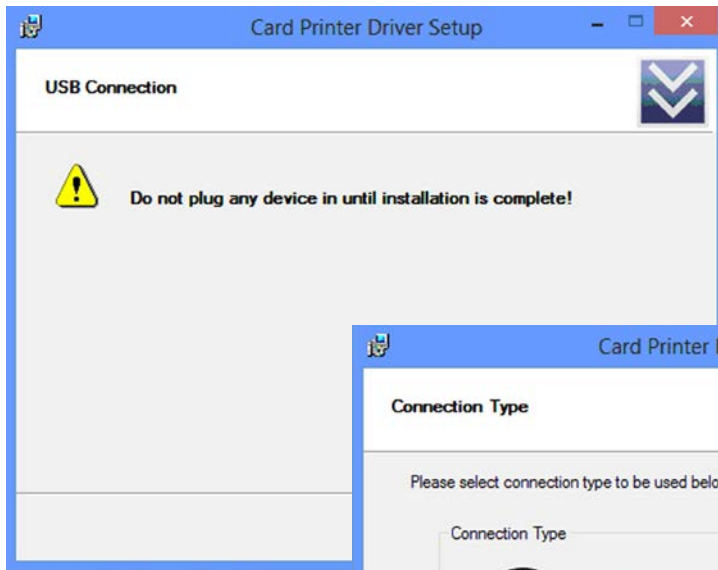 Card Printer Driver Setup
USB Connection
Do not plug any device in until installation is complete!
Card Printer
Connection Type
Please select connection type to be used
Connection Type